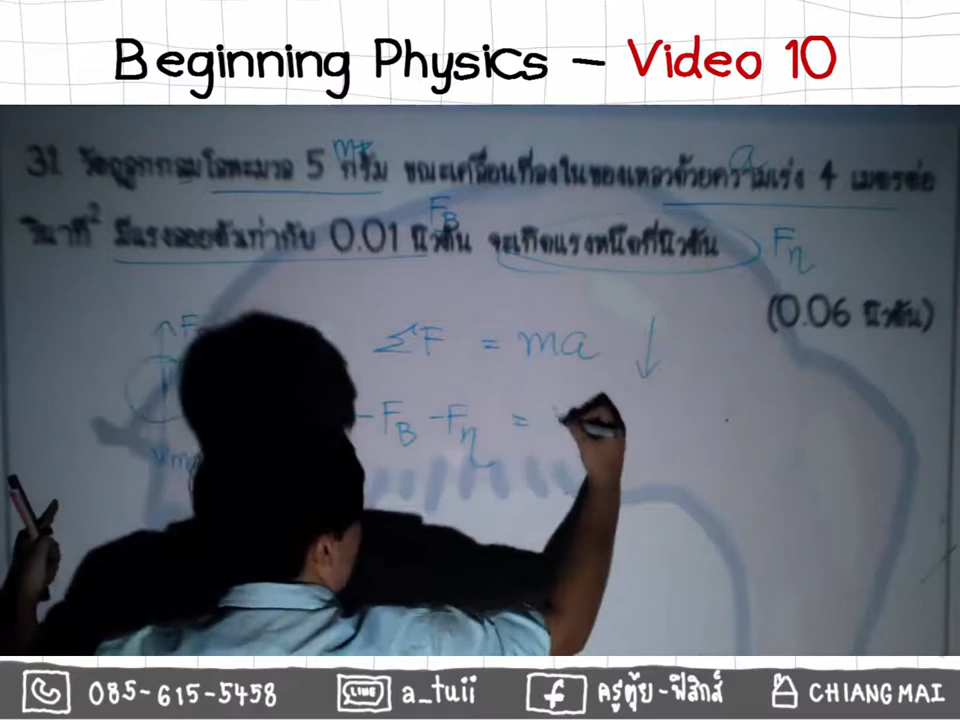 Beginning Physics – Video 10
31 วัตถุทรงกลมโลหะมวล 5 กรัม ขณะเคลื่อนที่ลงในของเหลวด้วยความเร่ง 4 เมตรต่อ
วินาที² มีแรงลอยตัวเท่ากับ 0.01 นิวตัน จะเกิดแรงหนืดกี่นิวตัน
a
F_B
F_η
(0.06 นิวตัน)
ΣF = ma
-F_B -F_η =
085-615-5458
LINE a_tuii
f ครูตุ้ย-ฟิสิกส์
CHIANG MAI